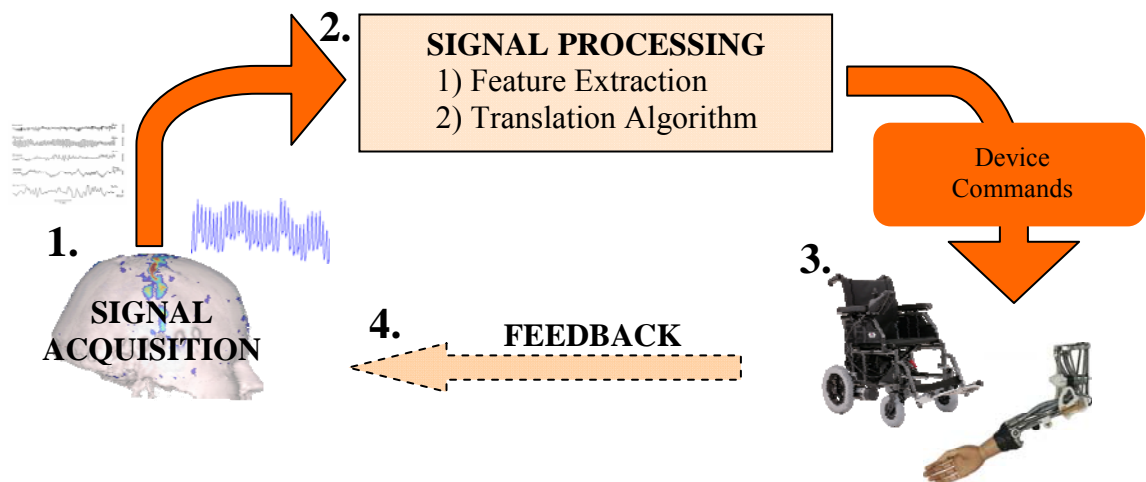 1.
SIGNAL
ACQUISITION
2.
SIGNAL PROCESSING
1) Feature Extraction
2) Translation Algorithm
Device
Commands
3.
4.
FEEDBACK